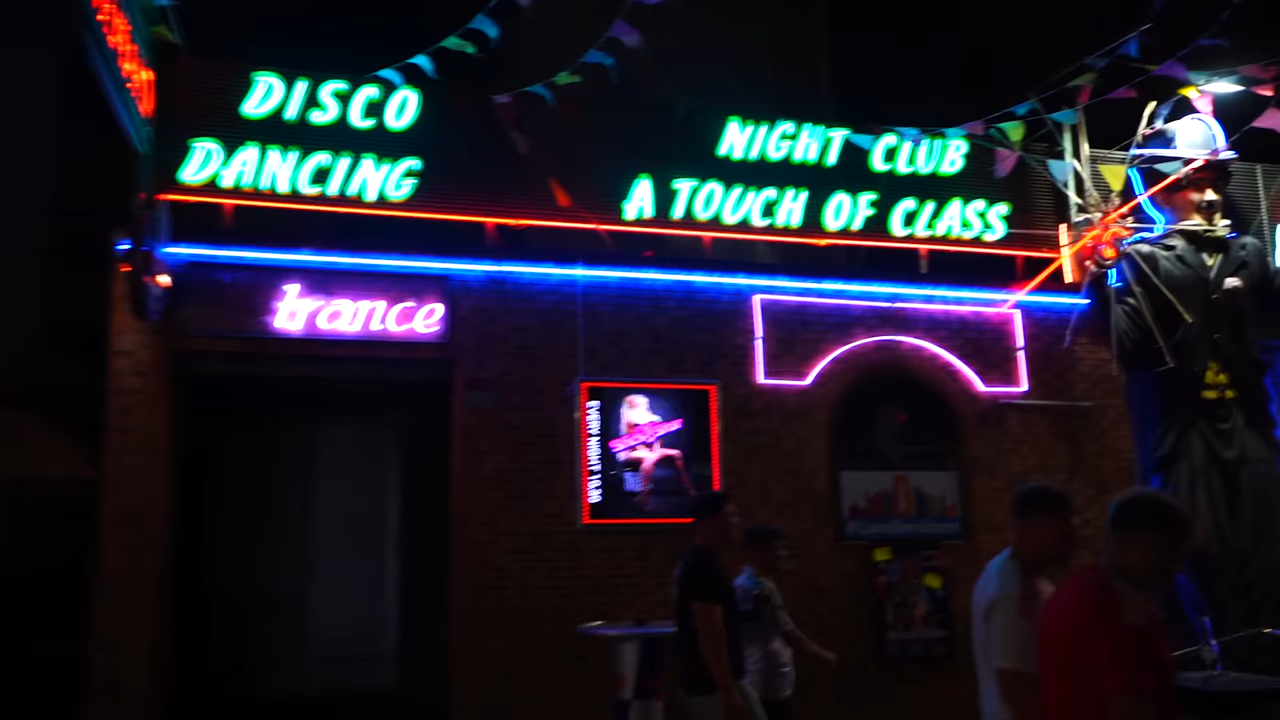 DISCO
DANCING
NIGHT CLUB
A TOUCH OF CLASS
trance
EVERY NIGHT 10.30